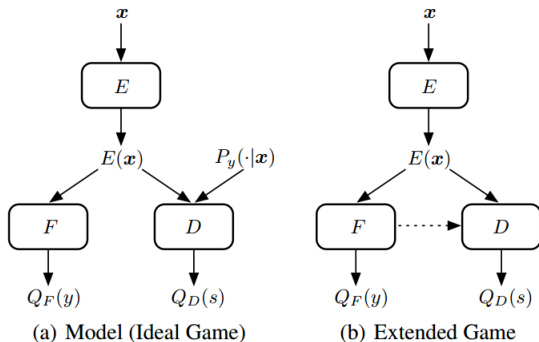 x x
E E
E(x) P_y(·|x) E(x)
F D F D
Q_F(y) Q_D(s) Q_F(y) Q_D(s)
(a) Model (Ideal Game) (b) Extended Game